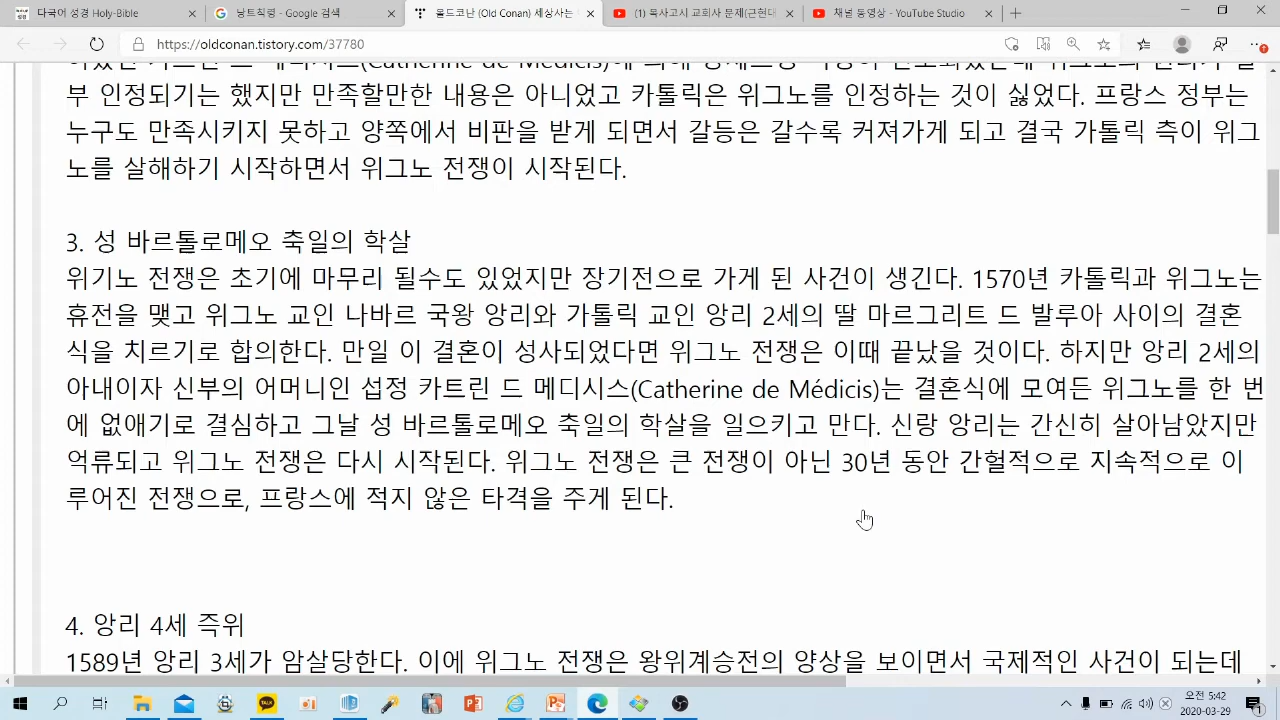 다국어 성경 Holy-Bible
낭트칙령 - Google 검색
올드코난 (Old Conan) 세상사는
(1) 목사고시 교회사 문제(근현대
채널 동영상 - YouTube Studio
https://oldconan.tistory.com/37780
부 인정되기는 했지만 만족할만한 내용은 아니었고 카톨릭은 위그노를 인정하는 것이 싫었다. 프랑스 정부는
누구도 만족시키지 못하고 양쪽에서 비판을 받게 되면서 갈등은 갈수록 커져가게 되고 결국 가톨릭 측이 위그
노를 살해하기 시작하면서 위그노 전쟁이 시작된다.
3. 성 바르톨로메오 축일의 학살
위기노 전쟁은 초기에 마무리 될수도 있었지만 장기전으로 가게 된 사건이 생긴다. 1570년 카톨릭과 위그노는
휴전을 맺고 위그노 교인 나바르 국왕 앙리와 가톨릭 교인 앙리 2세의 딸 마르그리트 드 발루아 사이의 결혼
식을 치르기로 합의한다. 만일 이 결혼이 성사되었다면 위그노 전쟁은 이때 끝났을 것이다. 하지만 앙리 2세의
아내이자 신부의 어머니인 섭정 카트린 드 메디시스(Catherine de Médicis)는 결혼식에 모여든 위그노를 한 번
에 없애기로 결심하고 그날 성 바르톨로메오 축일의 학살을 일으키고 만다. 신랑 앙리는 간신히 살아남았지만
억류되고 위그노 전쟁은 다시 시작된다. 위그노 전쟁은 큰 전쟁이 아닌 30년 동안 간헐적으로 지속적으로 이
루어진 전쟁으로, 프랑스에 적지 않은 타격을 주게 된다.
4. 앙리 4세 즉위
1589년 앙리 3세가 암살당한다. 이에 위그노 전쟁은 왕위계승전의 양상을 보이면서 국제적인 사건이 되는데
TALK
오전 5:42
2020-03-29